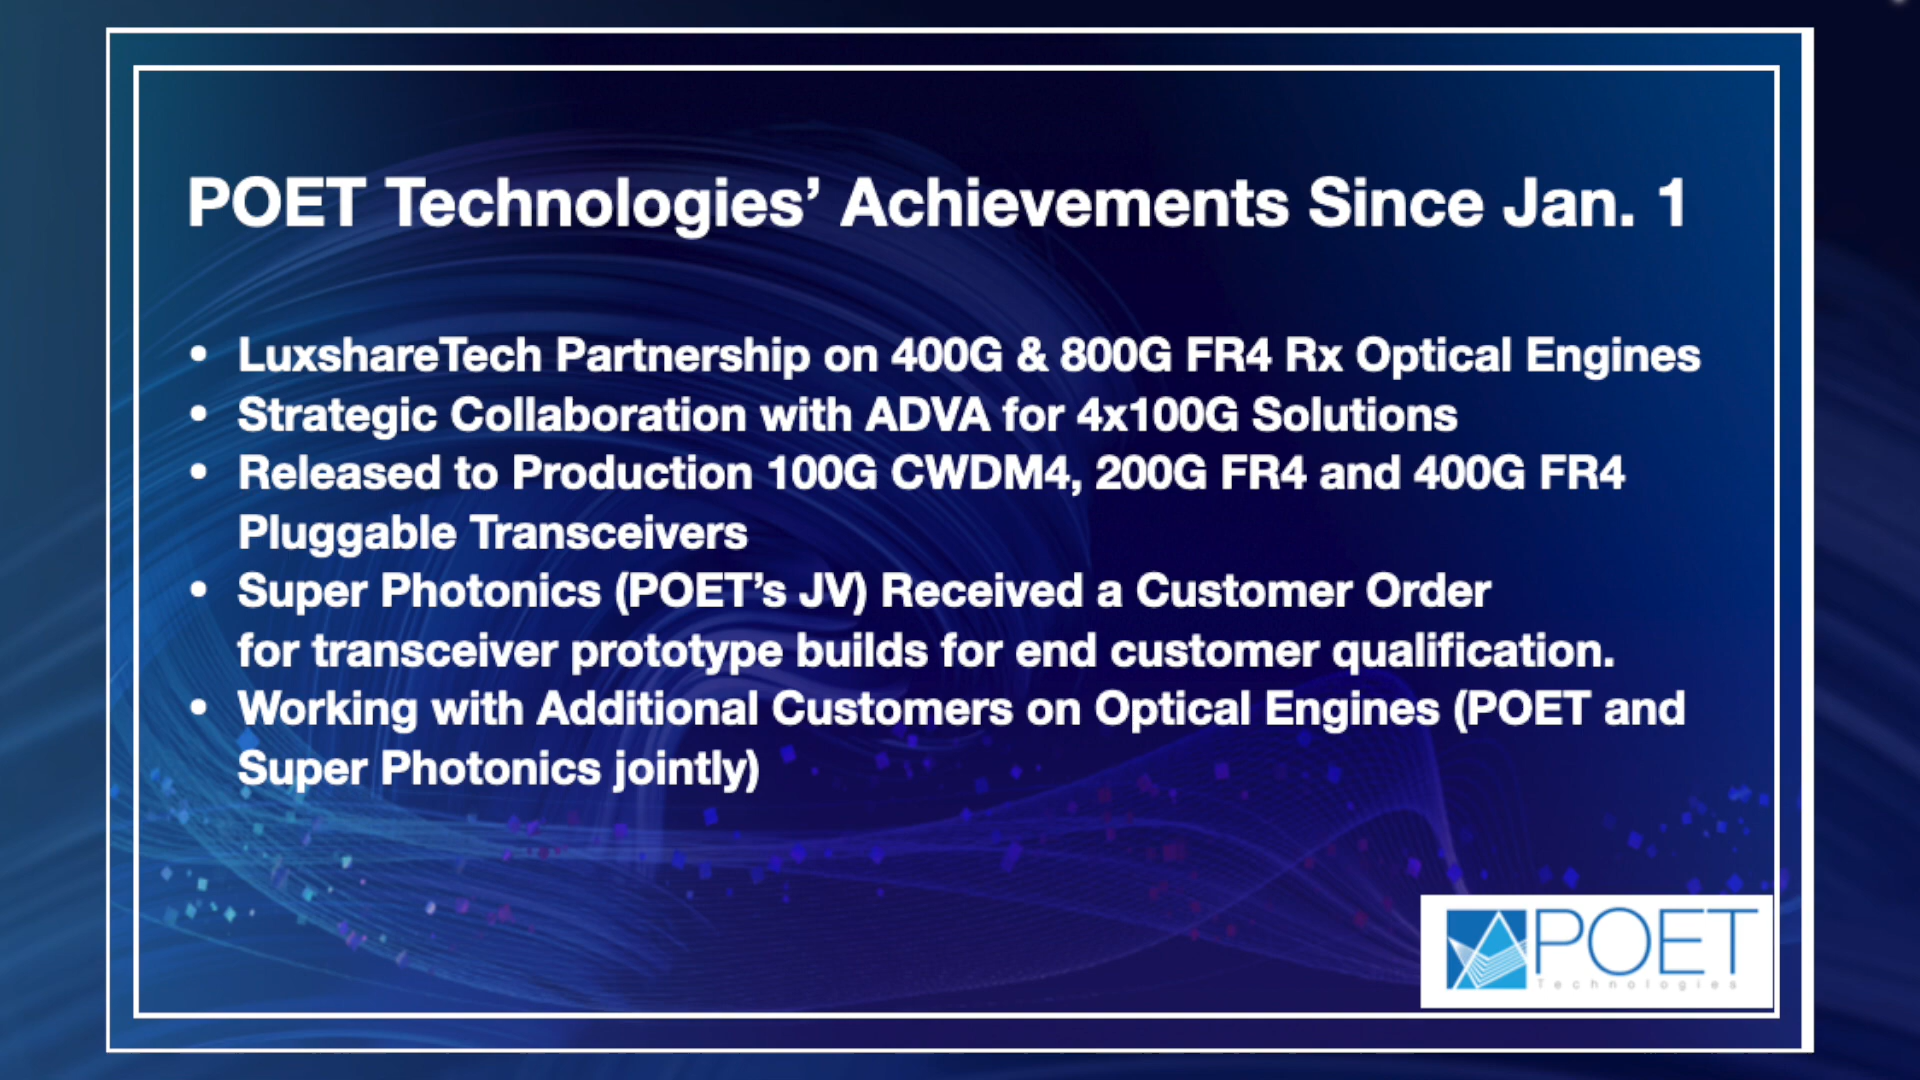 POET Technologies’ Achievements Since Jan. 1
• LuxshareTech Partnership on 400G & 800G FR4 Rx Optical Engines
• Strategic Collaboration with ADVA for 4x100G Solutions
• Released to Production 100G CWDM4, 200G FR4 and 400G FR4
Pluggable Transceivers
• Super Photonics (POET’s JV) Received a Customer Order
for transceiver prototype builds for end customer qualification.
• Working with Additional Customers on Optical Engines (POET and
Super Photonics jointly)
POET
Technologies